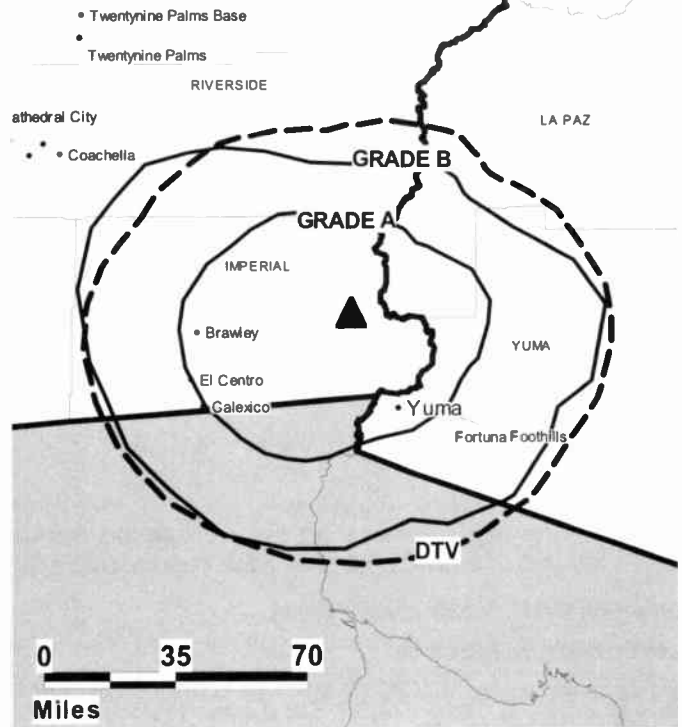 Twentynine Palms Base
Twentynine Palms
RIVERSIDE
athedral City
LA PAZ
Coachella
GRADE B
GRADE A
IMPERIAL
Brawley
YUMA
El Centro
Galexico
Yuma
Fortuna Foothills
DTV
0 35 70
Miles